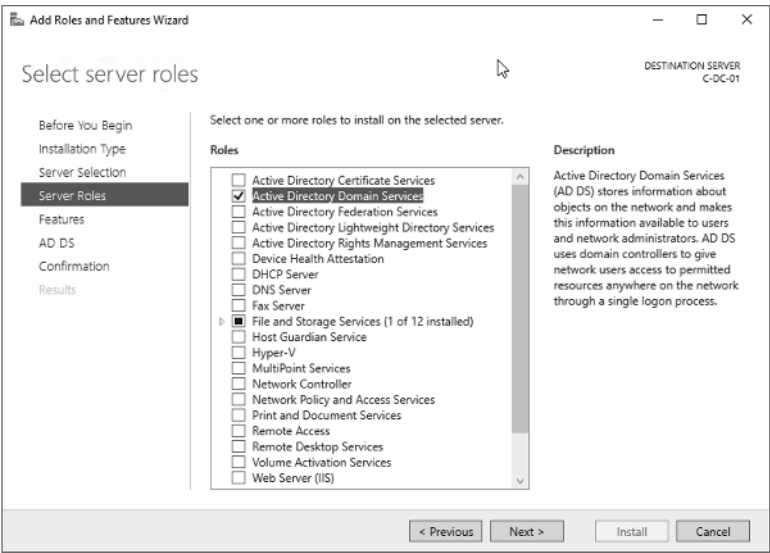 Add Roles and Features Wizard
Select server roles
DESTINATION SERVER
C-DC-01
Before You Begin
Installation Type
Server Selection
Server Roles
Features
AD DS
Confirmation
Results
Select one or more roles to install on the selected server.
Roles
Active Directory Certificate Services
Active Directory Domain Services
Active Directory Federation Services
Active Directory Lightweight Directory Services
Active Directory Rights Management Services
Device Health Attestation
DHCP Server
DNS Server
Fax Server
File and Storage Services (1 of 12 installed)
Host Guardian Service
Hyper-V
MultiPoint Services
Network Controller
Network Policy and Access Services
Print and Document Services
Remote Access
Remote Desktop Services
Volume Activation Services
Web Server (IIS)
Description
Active Directory Domain Services
(AD DS) stores information about
objects on the network and makes
this information available to users
and network administrators. AD DS
uses domain controllers to give
network users access to permitted
resources anywhere on the network
through a single logon process.
< Previous
Next >
Install
Cancel